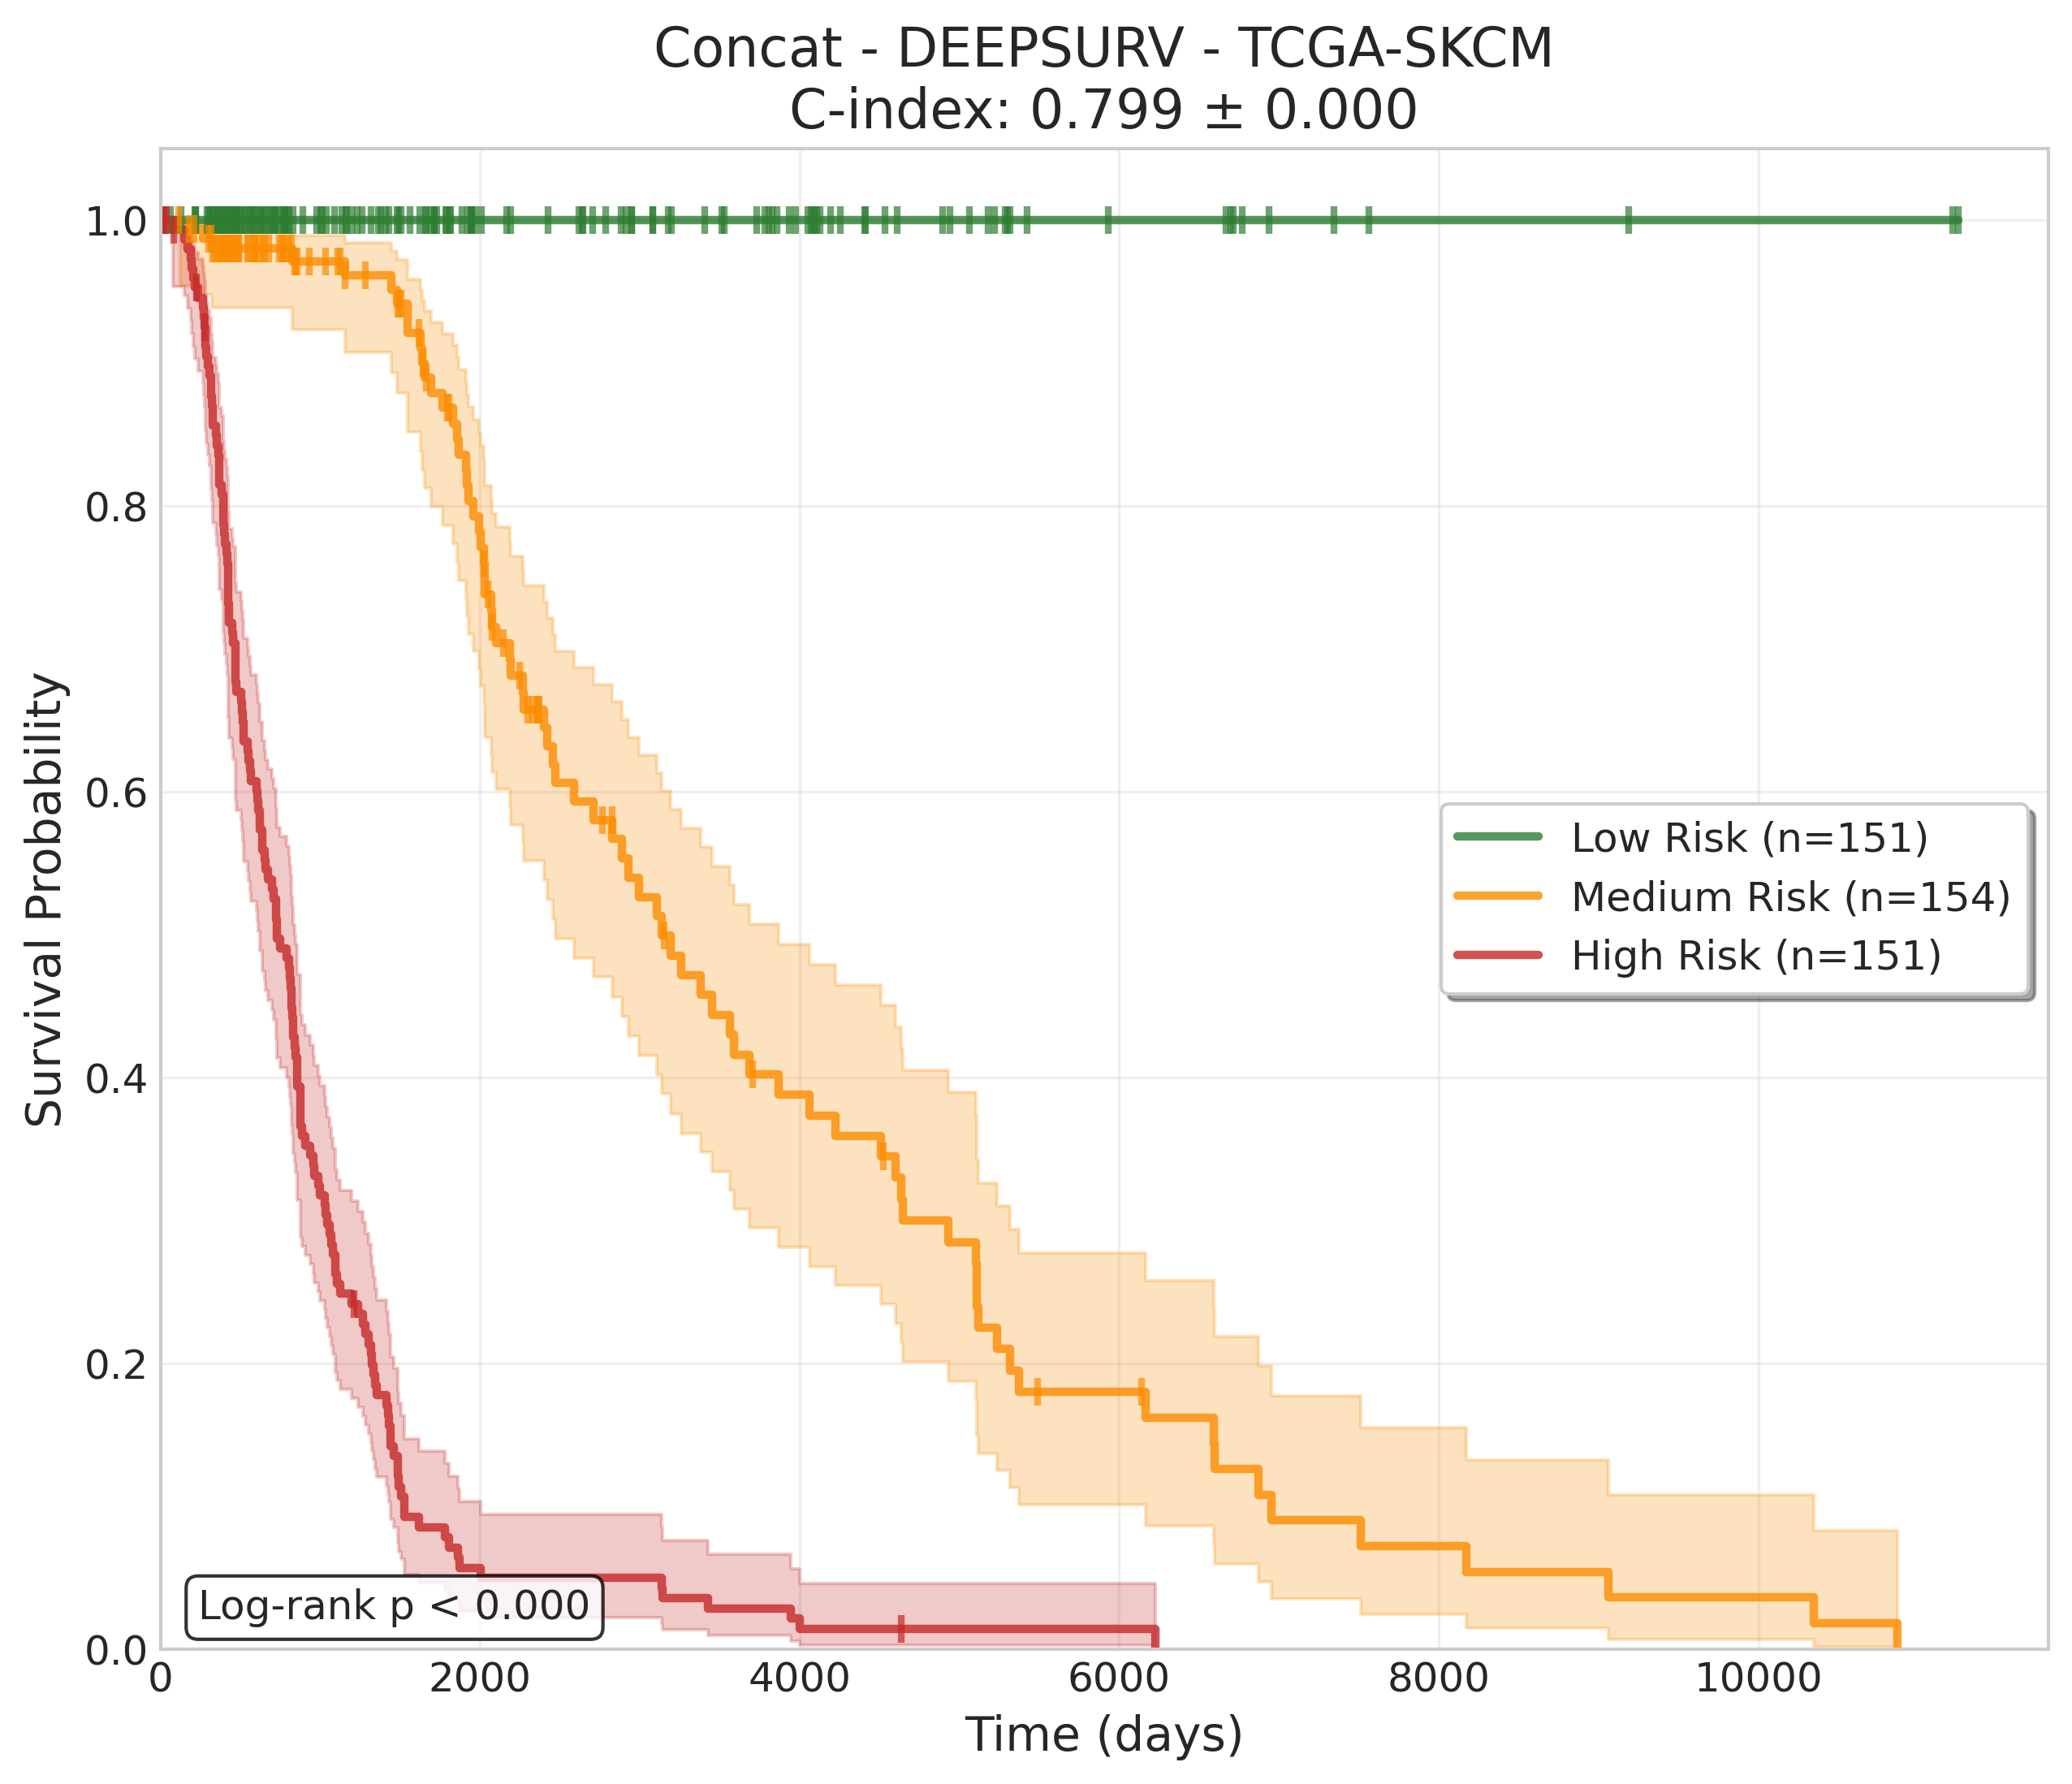 Concat - DEEPSURV - TCGA-SKCM
C-index: 0.799 ± 0.000
Survival Probability
1.0
0.8
0.6
0.4
0.2
0.0
Low Risk (n=151)
Medium Risk (n=154)
High Risk (n=151)
Log-rank p < 0.000
0 2000 4000 6000 8000 10000
Time (days)